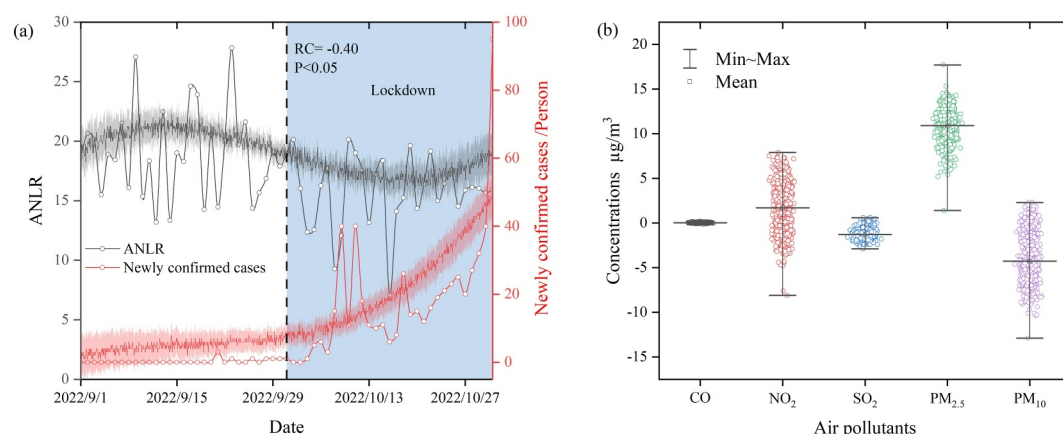 (a)
30
25
20
15
10
5
0
ANLR
100
80
60
40
20
0
Newly confirmed cases /Person
RC= -0.40
P<0.05
Lockdown
ANLR
Newly confirmed cases
2022/9/1
2022/9/15
2022/9/29
2022/10/13
2022/10/27
Date
(b)
20
15
10
5
0
-5
-10
-15
Concentrations μg/m³
Min~Max
Mean
CO
NO₂
SO₂
PM₂.₅
PM₁₀
Air pollutants